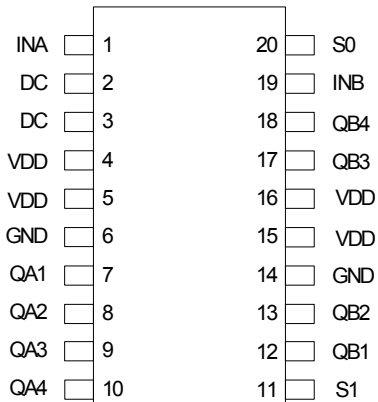 INA 1 20 S0
DC 2 19 INB
DC 3 18 QB4
VDD 4 17 QB3
VDD 5 16 VDD
GND 6 15 VDD
QA1 7 14 GND
QA2 8 13 QB2
QA3 9 12 QB1
QA4 10 11 S1